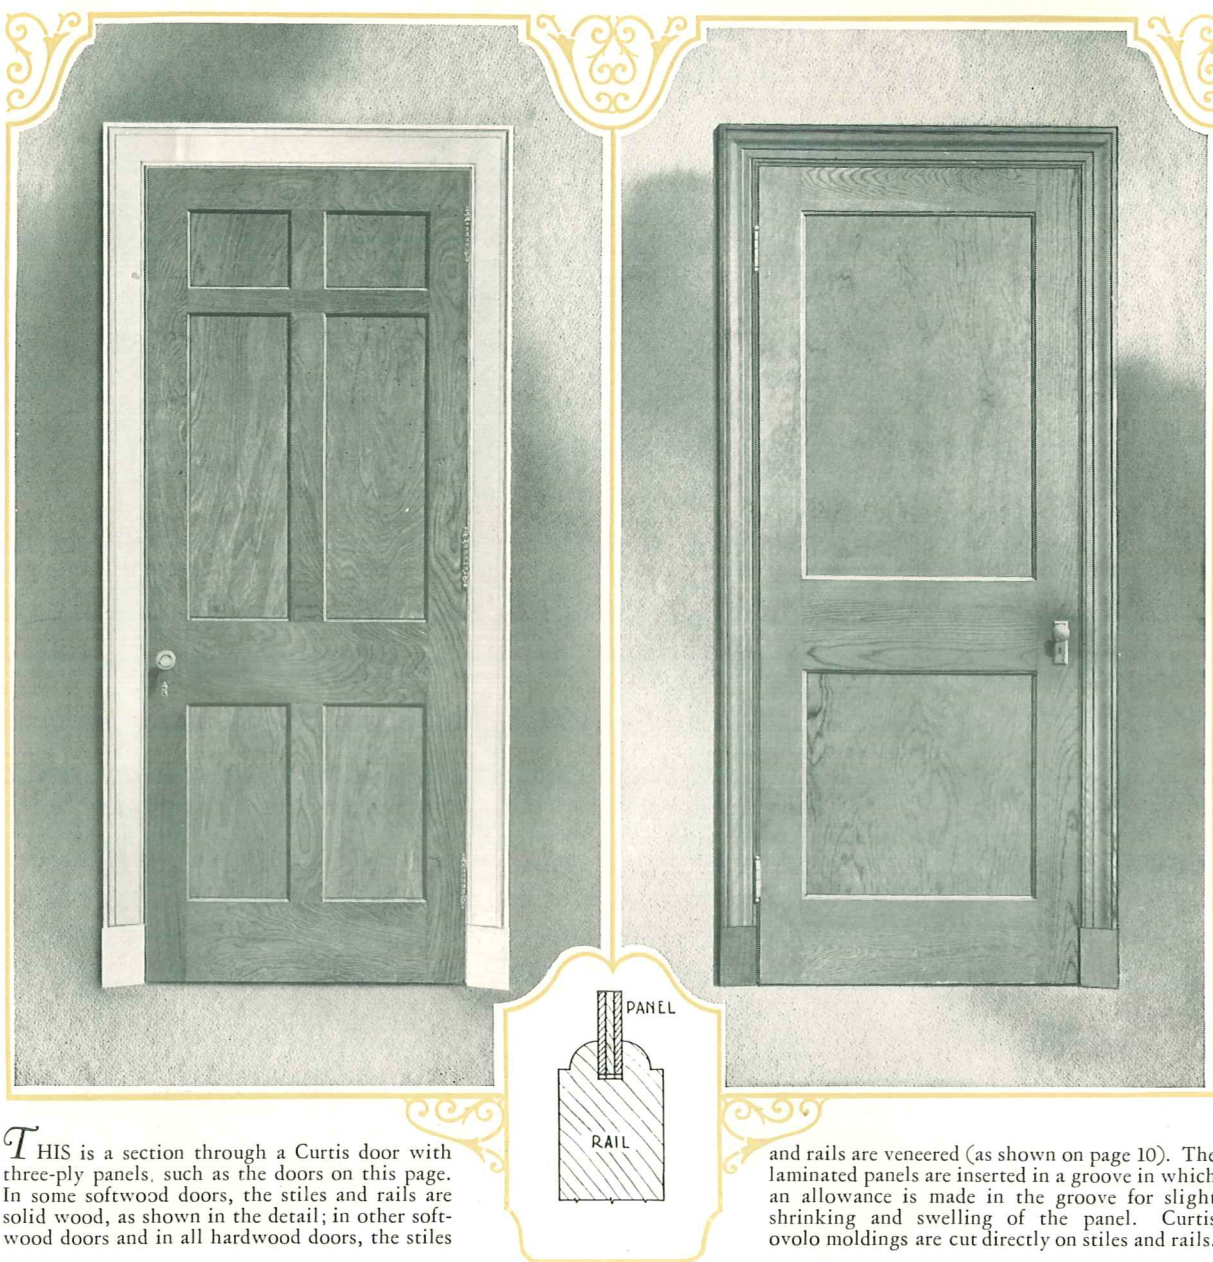 PANEL
RAIL
THIS is a section through a Curtis door with
three-ply panels, such as the doors on this page.
In some softwood doors, the stiles and rails are
solid wood, as shown in the detail; in other soft-
wood doors and in all hardwood doors, the stiles
and rails are veneered (as shown on page 10). The
laminated panels are inserted in a groove in which
an allowance is made in the groove for slight
shrinking and swelling of the panel. Curtis
ovolo moldings are cut directly on stiles and rails.